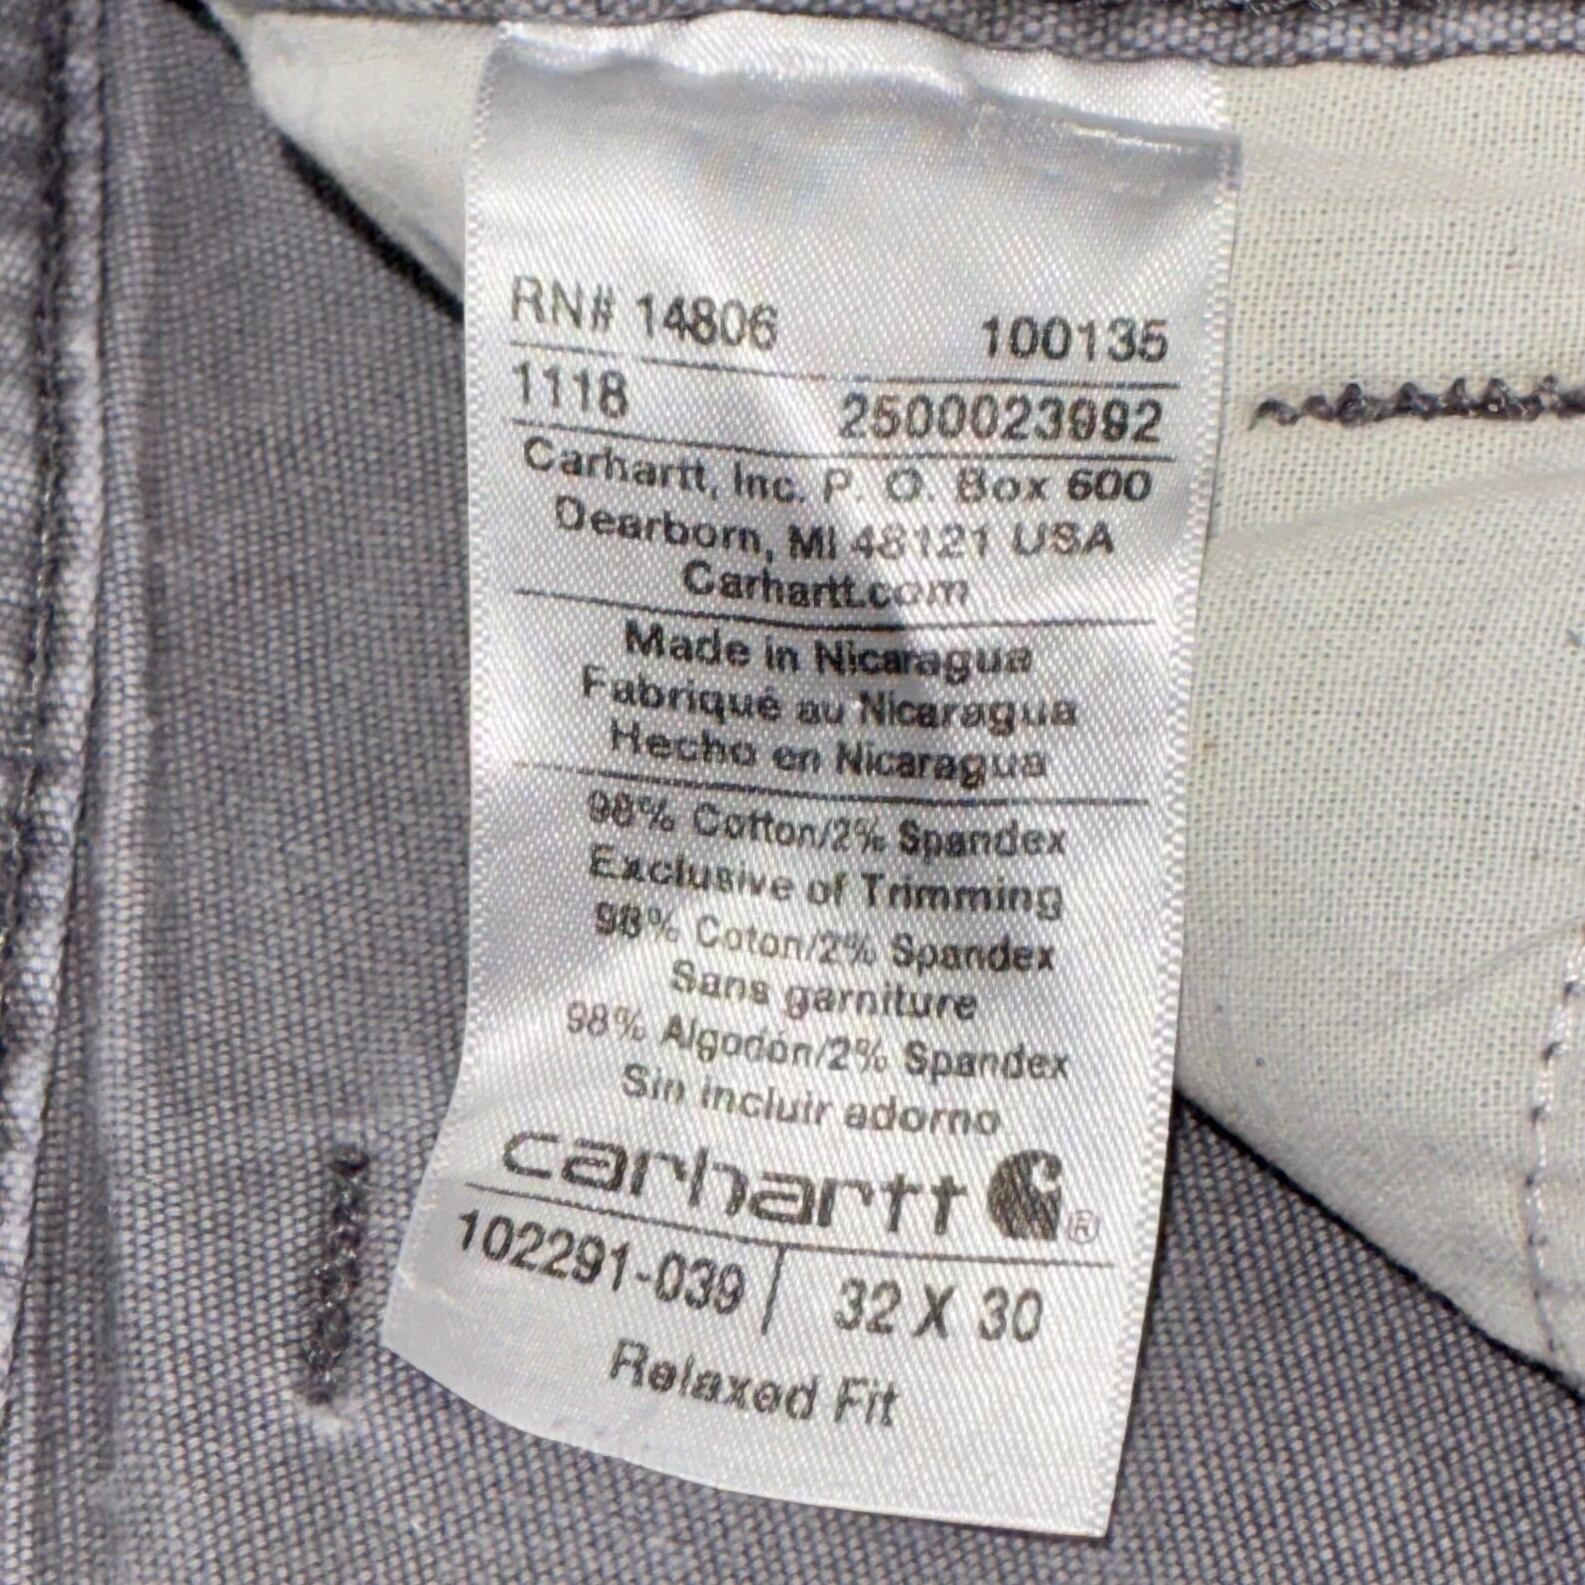 RN# 14806 100135
1118 2500023992
Carhartt, Inc. P. O. Box 600
Dearborn, MI 48121 USA
Carhartt.com
Made in Nicaragua
Fabriqué au Nicaragua
Hecho en Nicaragua
98% Cotton/2% Spandex
Exclusive of Trimming
98% Coton/2% Spandex
Sans garniture
98% Algodón/2% Spandex
Sin incluir adorno
carhartt ®
102291-039 32 X 30
Relaxed Fit